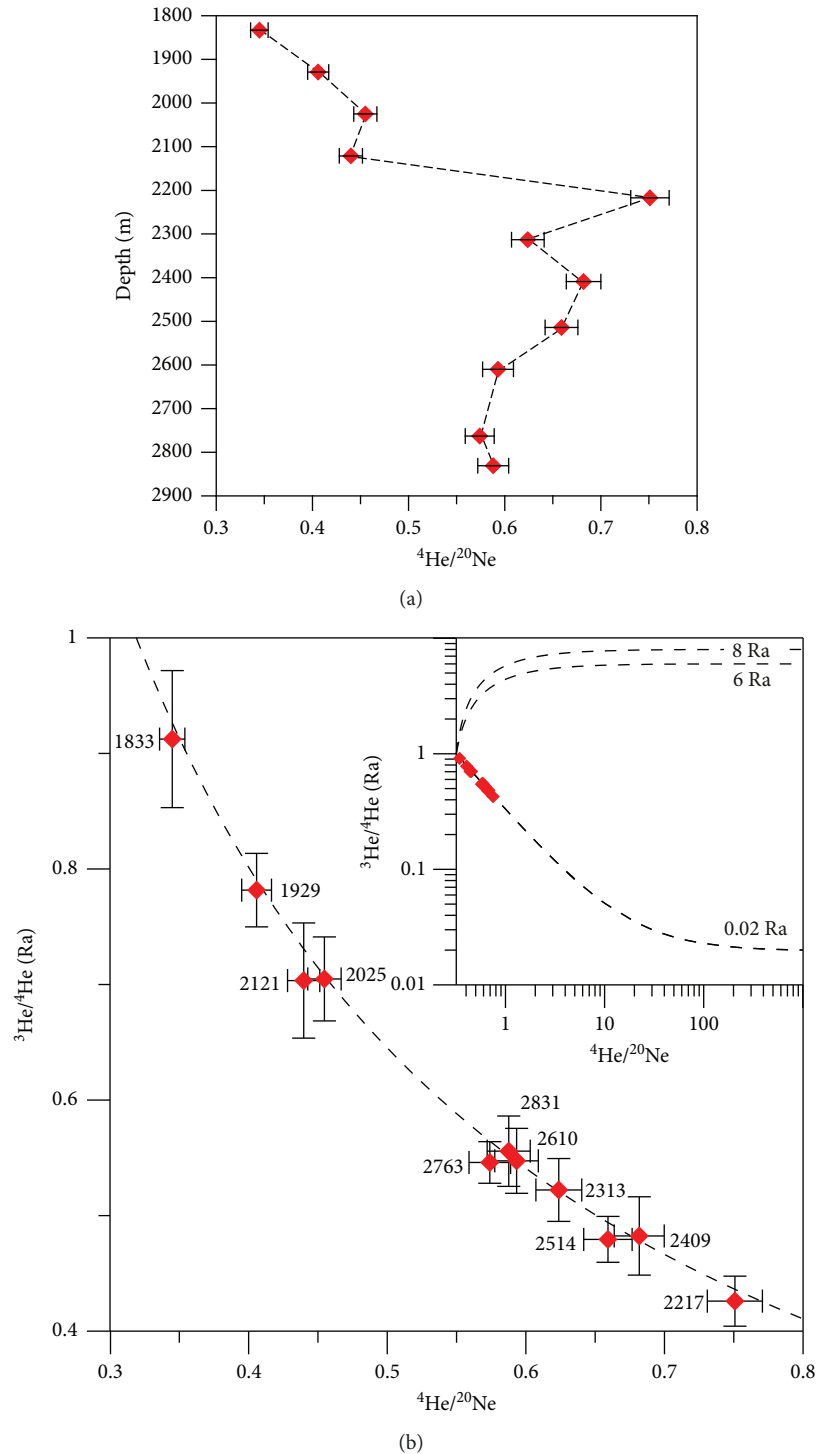 1800
1900
2000
2100
2200
2300
2400
2500
2600
2700
2800
2900
Depth (m)
0.3 0.4 0.5 0.6 0.7 0.8
⁴He/²⁰Ne
(a)
1
0.8
0.6
0.4
³He/⁴He (Ra)
1833
1929
2121
2025
2831
2610
2763
2313
2514
2409
2217
0.3 0.4 0.5 0.6 0.7 0.8
⁴He/²⁰Ne
8 Ra
6 Ra
1
0.1
0.01
³He/⁴He (Ra)
0.02 Ra
1 10 100
⁴He/²⁰Ne
(b)